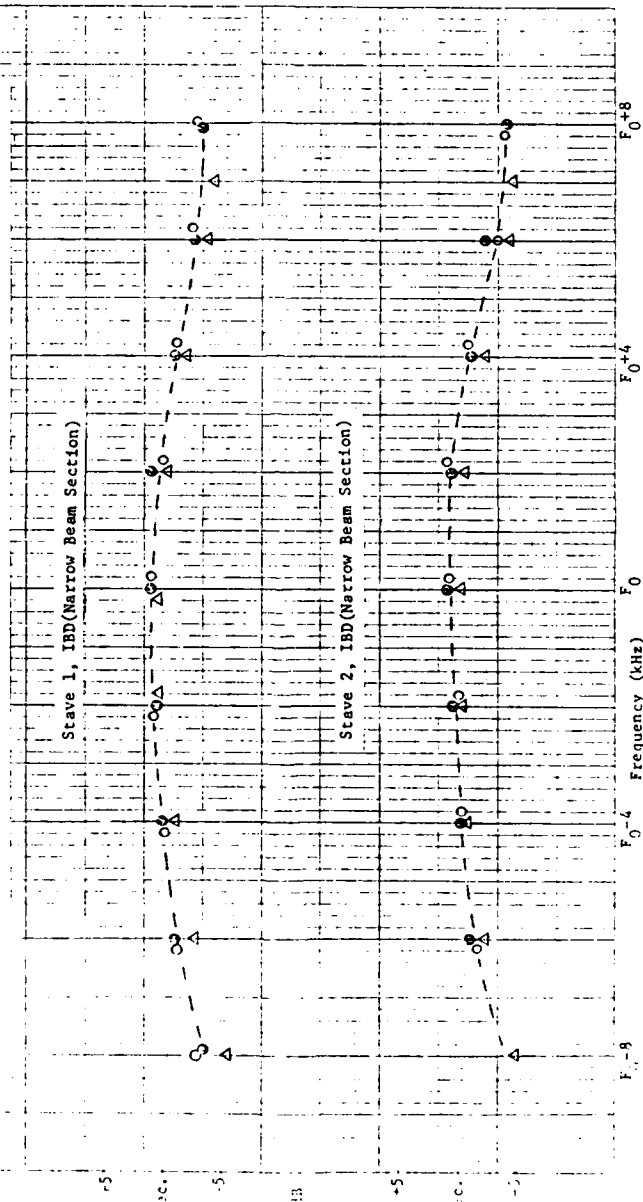 Stave 1, IBD(Narrow Beam Section)
Stave 2, IBD(Narrow Beam Section)
-5
+5
F0-4
F0
F0+4
F0+8
Frequency (kHz)